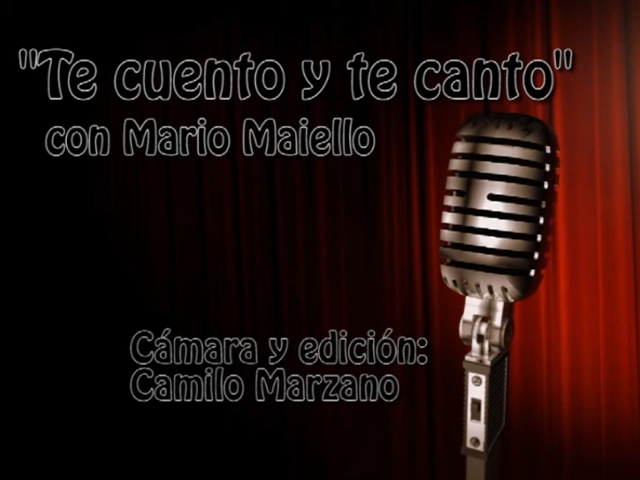 "Te cuento y te canto"
con Mario Maiello
Cámara y edición:
Camilo Marzano